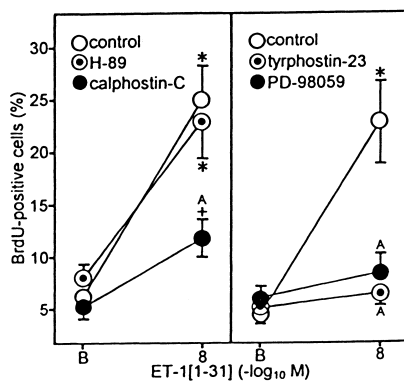 BrdU-positive cells (%)
30
25
20
15
10
5
control
H-89
calphostin-C
*
*
A
+
B
8
control
tyrphostin-23
PD-98059
*
A
A
B
8
ET-1[1-31] (-log10 M)